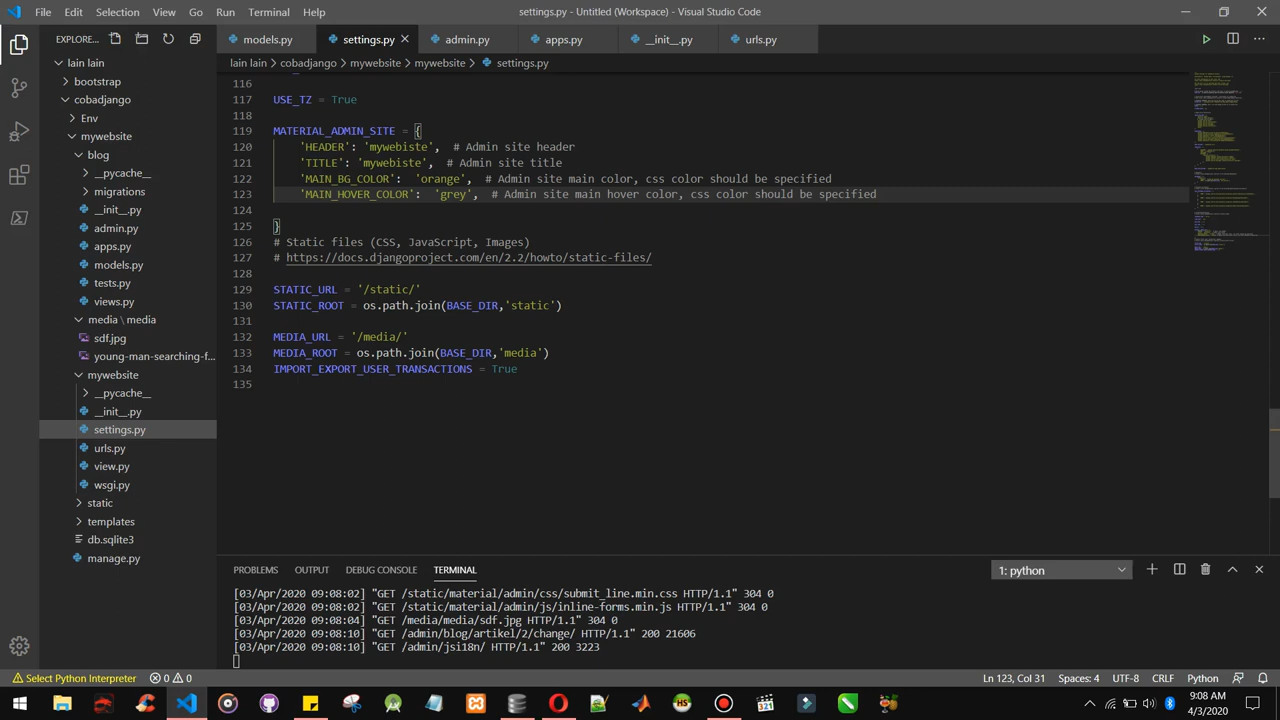 File Edit Selection View Go Run Terminal Help
settings.py - Untitled (Workspace) - Visual Studio Code
EXPLORE...
models.py settings.py admin.py apps.py __init__.py urls.py
lain lain > cobadjango > mywebsite > mywebsite > settings.py
lain lain
bootstrap
cobadjango
Env
mywebsite
blog
__pycache__
migrations
__init__.py
admin.py
apps.py
models.py
tests.py
views.py
media \ media
sdf.jpg
young-man-searching-f...
mywebsite
__pycache__
__init__.py
settings.py
urls.py
view.py
wsgi.py
static
templates
db.sqlite3
manage.py
116
117 USE_TZ = True
118
119 MATERIAL_ADMIN_SITE = {
120 'HEADER': 'mywebiste', # Admin site header
121 'TITLE': 'mywebiste', # Admin site title
122 'MAIN_BG_COLOR': 'orange', # Admin site main color, css color should be specified
123 'MAIN_HOVER_COLOR': 'grey', # Admin site main hover color, css color should be specified
124
125 }
126 # Static files (CSS, JavaScript, Images)
127 # https://docs.djangoproject.com/en/2.2/howto/static-files/
128
129 STATIC_URL = '/static/'
130 STATIC_ROOT = os.path.join(BASE_DIR,'static')
131
132 MEDIA_URL = '/media/'
133 MEDIA_ROOT = os.path.join(BASE_DIR,'media')
134 IMPORT_EXPORT_USER_TRANSACTIONS = True
135
PROBLEMS OUTPUT DEBUG CONSOLE TERMINAL
1: python
[03/Apr/2020 09:08:02] "GET /static/material/admin/css/submit_line.min.css HTTP/1.1" 304 0
[03/Apr/2020 09:08:02] "GET /static/material/admin/js/inline-forms.min.js HTTP/1.1" 304 0
[03/Apr/2020 09:08:04] "GET /media/media/sdf.jpg HTTP/1.1" 304 0
[03/Apr/2020 09:08:10] "GET /admin/blog/artikel/2/change/ HTTP/1.1" 200 21606
[03/Apr/2020 09:08:10] "GET /admin/jsi18n/ HTTP/1.1" 200 3223
Select Python Interpreter 0 0
Ln 123, Col 31 Spaces: 4 UTF-8 CRLF Python
9:08 AM
4/3/2020